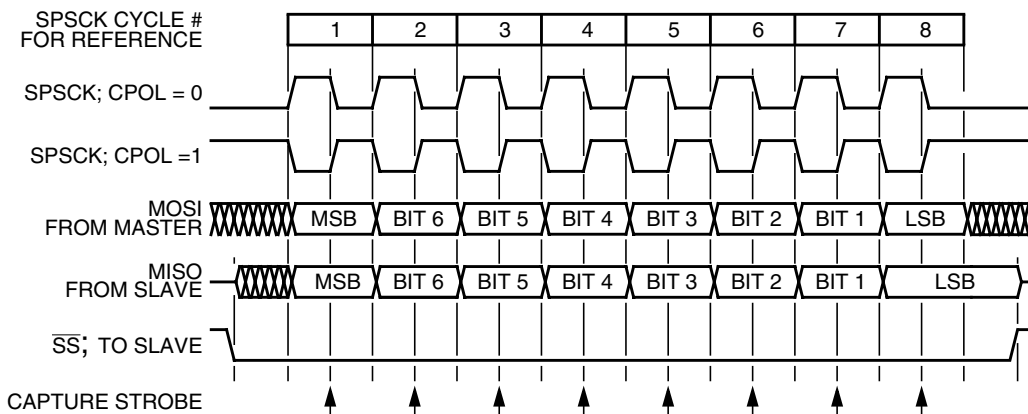 SPSCK CYCLE #
FOR REFERENCE
1 2 3 4 5 6 7 8
SPSCK; CPOL = 0
SPSCK; CPOL =1
MOSI
FROM MASTER
MSB BIT 6 BIT 5 BIT 4 BIT 3 BIT 2 BIT 1 LSB
MISO
FROM SLAVE
MSB BIT 6 BIT 5 BIT 4 BIT 3 BIT 2 BIT 1 LSB
SS; TO SLAVE
CAPTURE STROBE